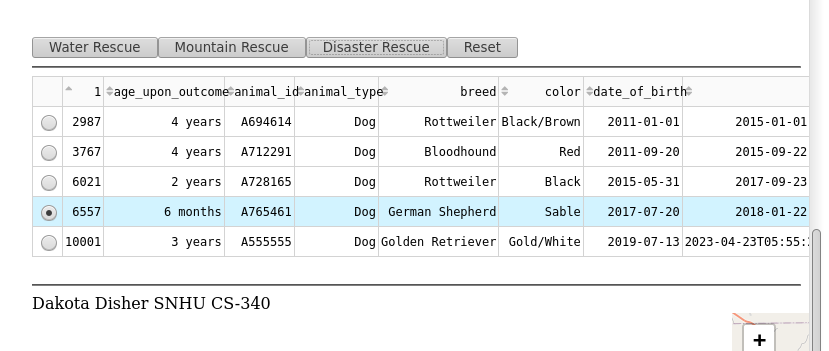 Water Rescue Mountain Rescue Disaster Rescue Reset
1 age_upon_outcome animal_id animal_type breed color date_of_birth
2987 4 years A694614 Dog Rottweiler Black/Brown 2011-01-01 2015-01-01
3767 4 years A712291 Dog Bloodhound Red 2011-09-20 2015-09-22
6021 2 years A728165 Dog Rottweiler Black 2015-05-31 2017-09-23
6557 6 months A765461 Dog German Shepherd Sable 2017-07-20 2018-01-22
10001 3 years A555555 Dog Golden Retriever Gold/White 2019-07-13 2023-04-23T05:55:
Dakota Disher SNHU CS-340
+